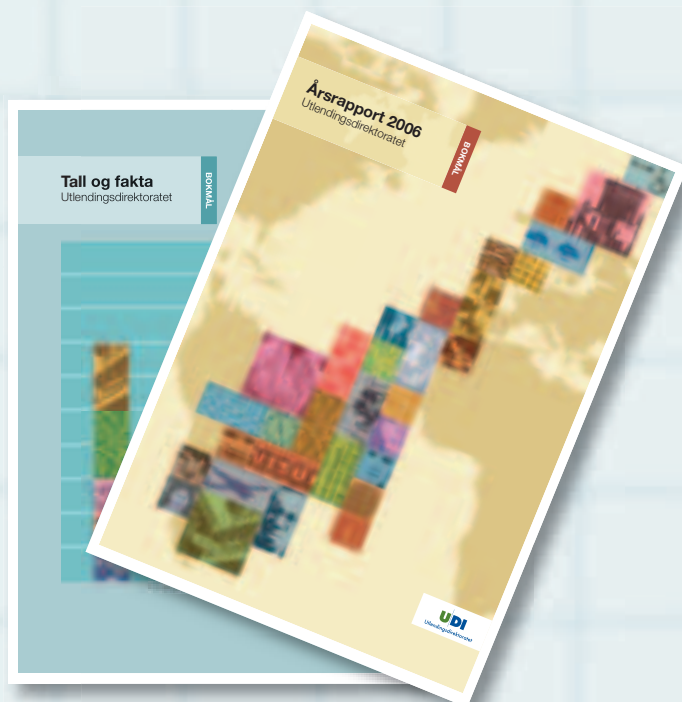 Årsrapport 2006
Utlendingsdirektoratet
BOKMÅL
Tall og fakta
Utlendingsdirektoratet
BOKMÅL
UDI
Utlendingsdirektoratet